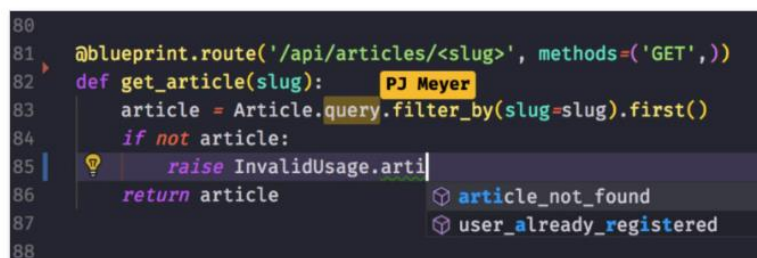 80
81 @blueprint.route('/api/articles/<slug>', methods=('GET',))
82 def get_article(slug):
PJ Meyer
83 article = Article.query.filter_by(slug=slug).first()
84 if not article:
85 raise InvalidUsage.arti
article_not_found
86 return article
user_already_registered
87
88